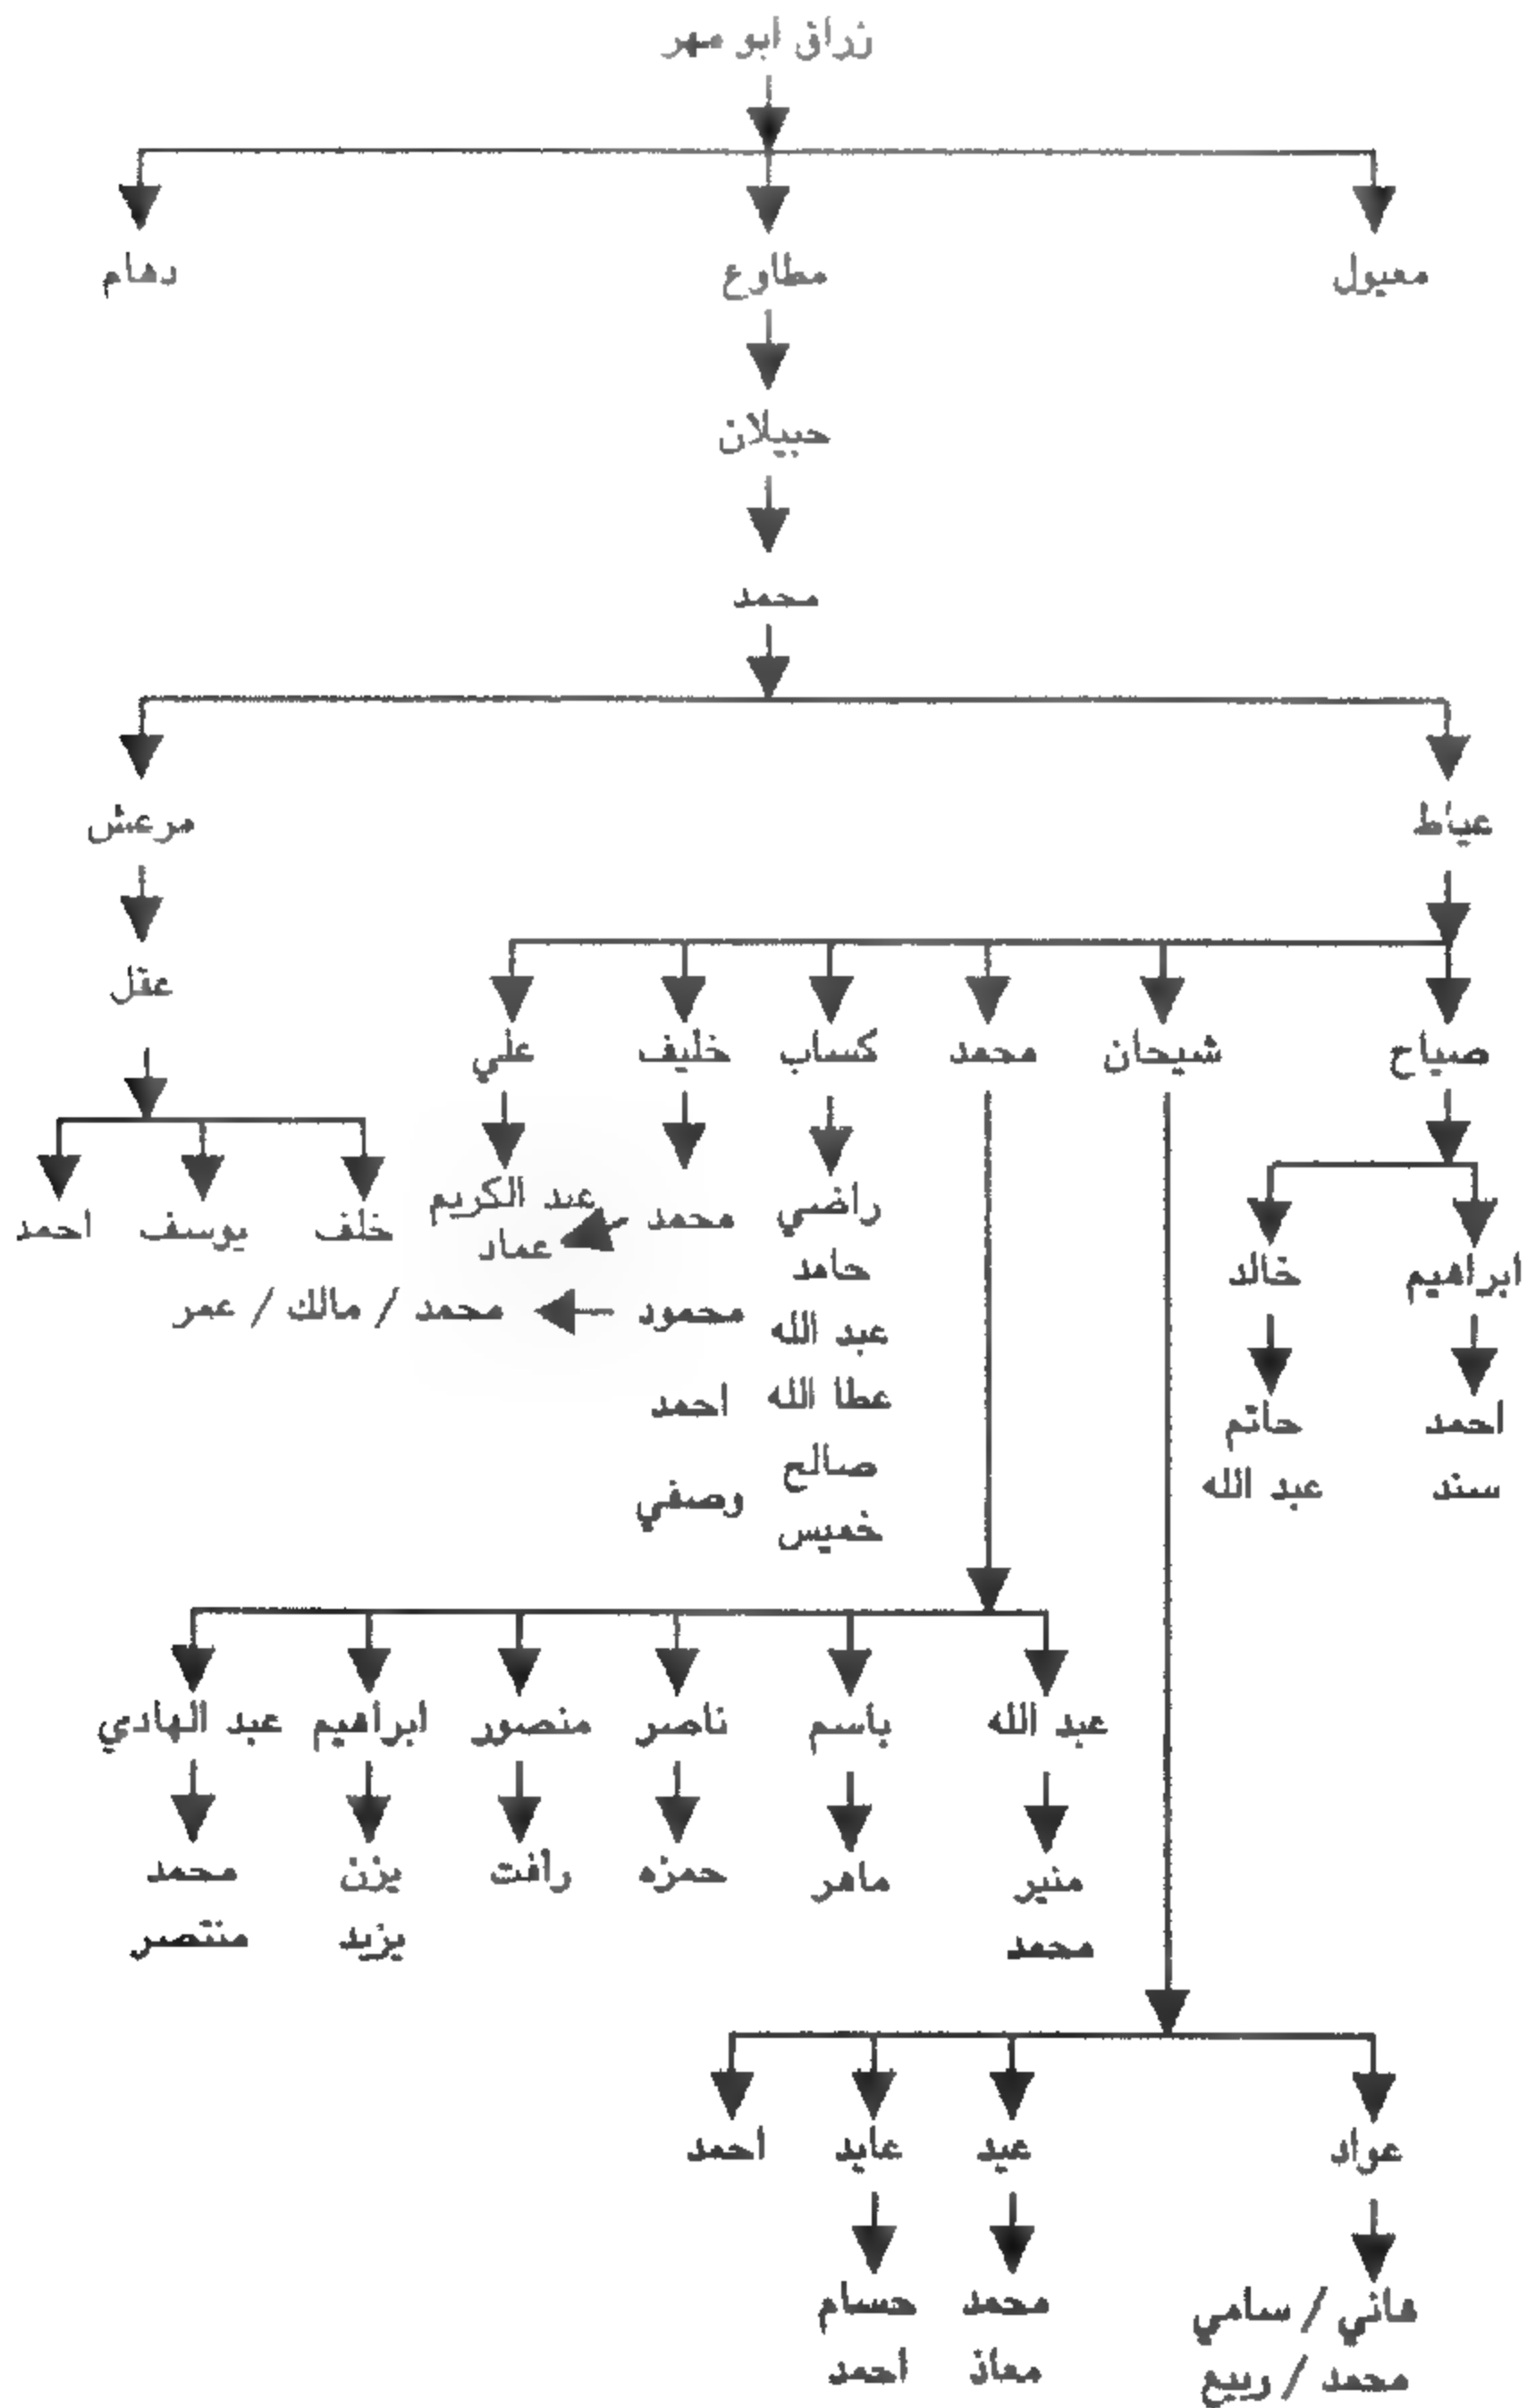 زراق ابو مهر
معبول مطاوع دهام
حبيلان
محمد
عياط مرعش
عقل
صياح شيحان محمد كساب خليف علي
خلف يوسف احمد
ابراهيم خالد
احمد حاتم
سند عبد الله
راضي
حامد
عبد الله
عطا الله
صالح
خميس
محمد عماد
محمود محمد / مالك / عمر
احمد
وصفي
عبد الكريم
عبد الله باسم ناصر منصور ابراهيم عبد الهادي
منير ماهر حمزه رأفت يزن محمد
محمد يزيد منتصر
عواد عيد عايد احمد
هاني / سامي محمد حسام
محمد / ربيع معاذ احمد